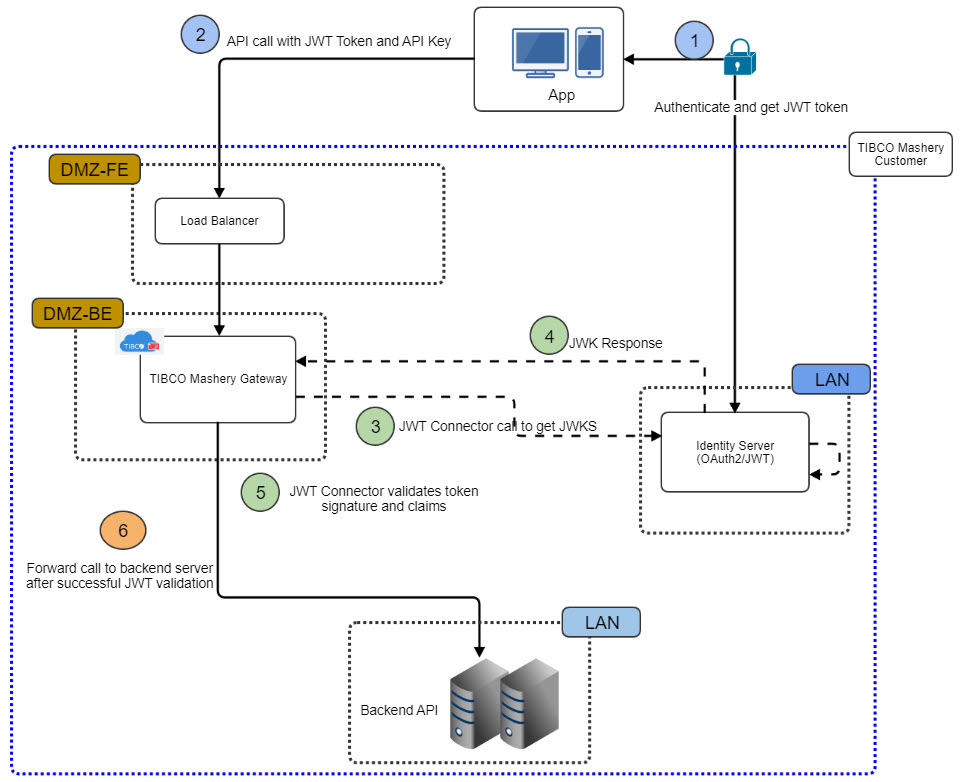 2
API call with JWT Token and API Key
1
App
Authenticate and get JWT token
TIBCO Mashery
Customer
DMZ-FE
Load Balancer
DMZ-BE
TIBCO
TIBCO Mashery Gateway
4
JWK Response
LAN
3
JWT Connector call to get JWKS
Identity Server
(OAuth2/JWT)
5
JWT Connector validates token
signature and claims
6
Forward call to backend server
after successful JWT validation
LAN
Backend API